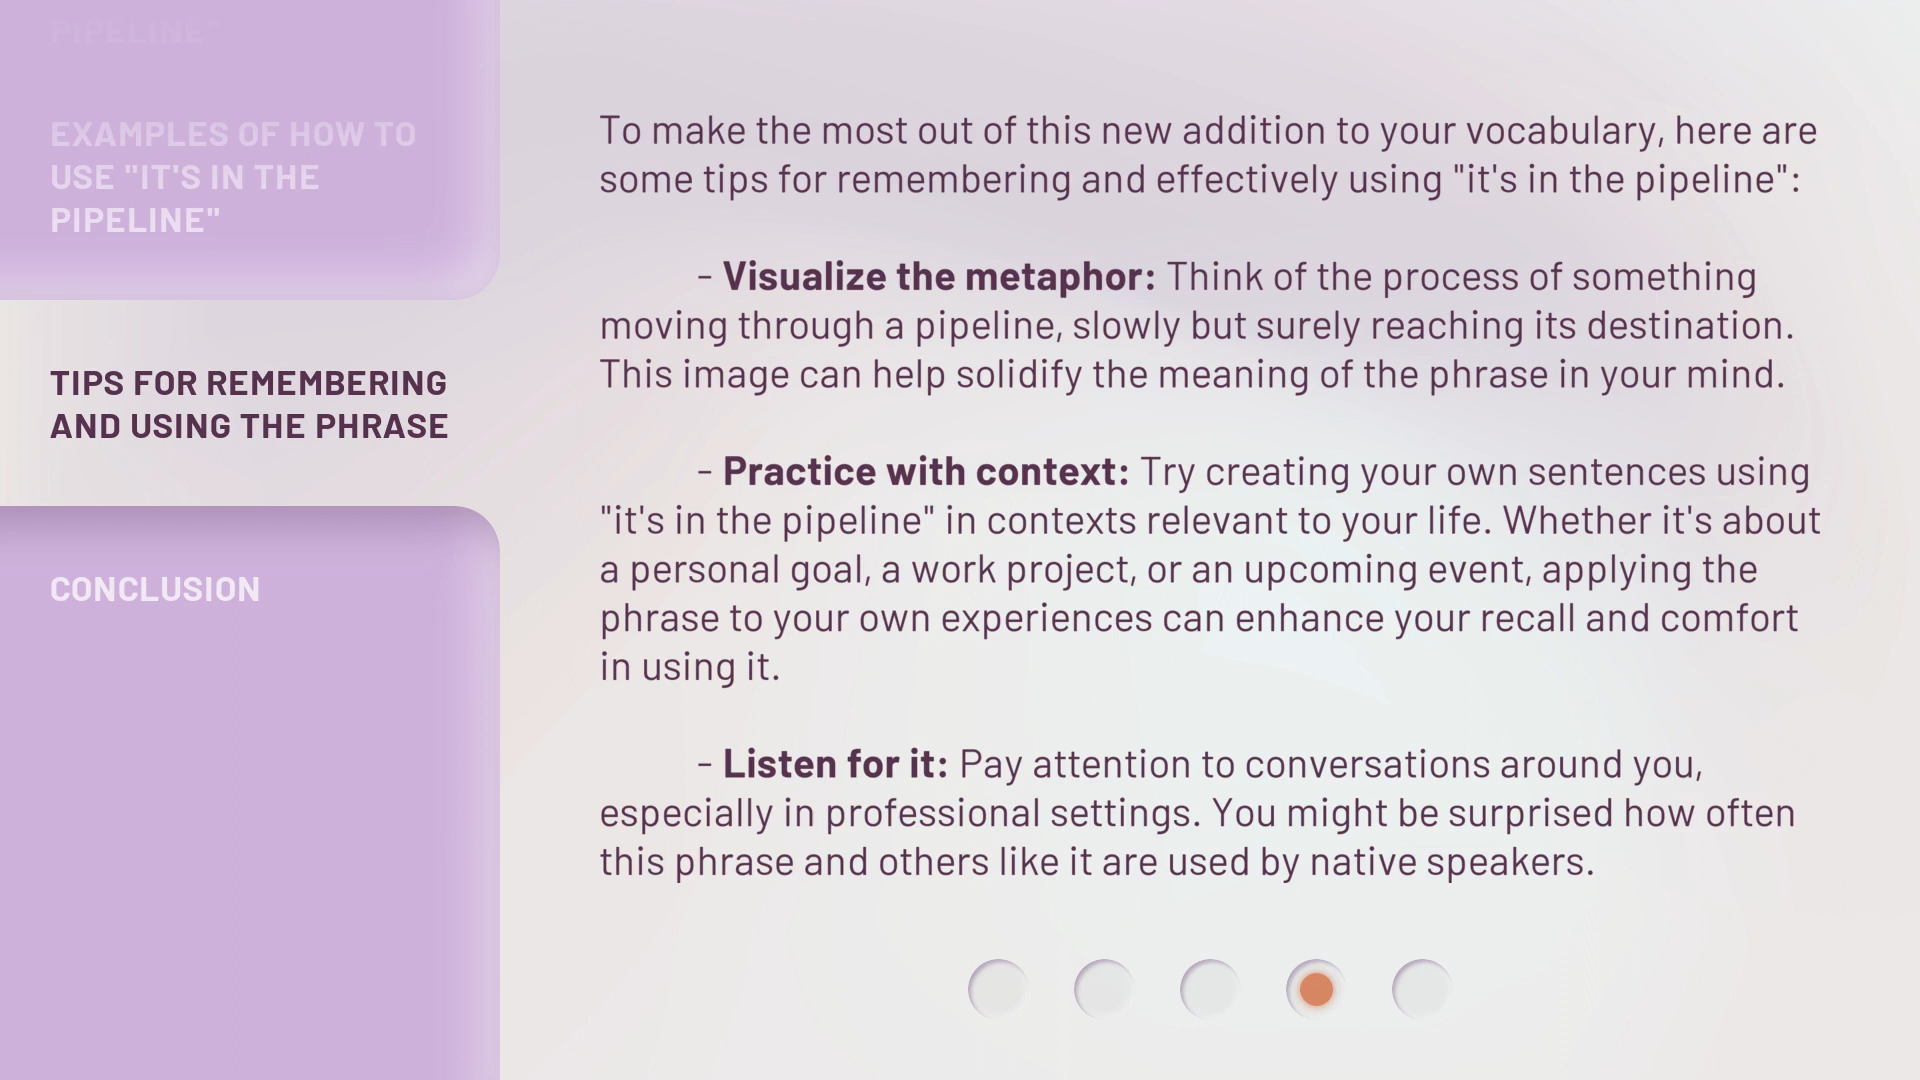 PIPELINE"
EXAMPLES OF HOW TO
USE "IT'S IN THE
PIPELINE"
TIPS FOR REMEMBERING
AND USING THE PHRASE
CONCLUSION
To make the most out of this new addition to your vocabulary, here are
some tips for remembering and effectively using "it's in the pipeline":
- Visualize the metaphor: Think of the process of something
moving through a pipeline, slowly but surely reaching its destination.
This image can help solidify the meaning of the phrase in your mind.
- Practice with context: Try creating your own sentences using
"it's in the pipeline" in contexts relevant to your life. Whether it's about
a personal goal, a work project, or an upcoming event, applying the
phrase to your own experiences can enhance your recall and comfort
in using it.
- Listen for it: Pay attention to conversations around you,
especially in professional settings. You might be surprised how often
this phrase and others like it are used by native speakers.